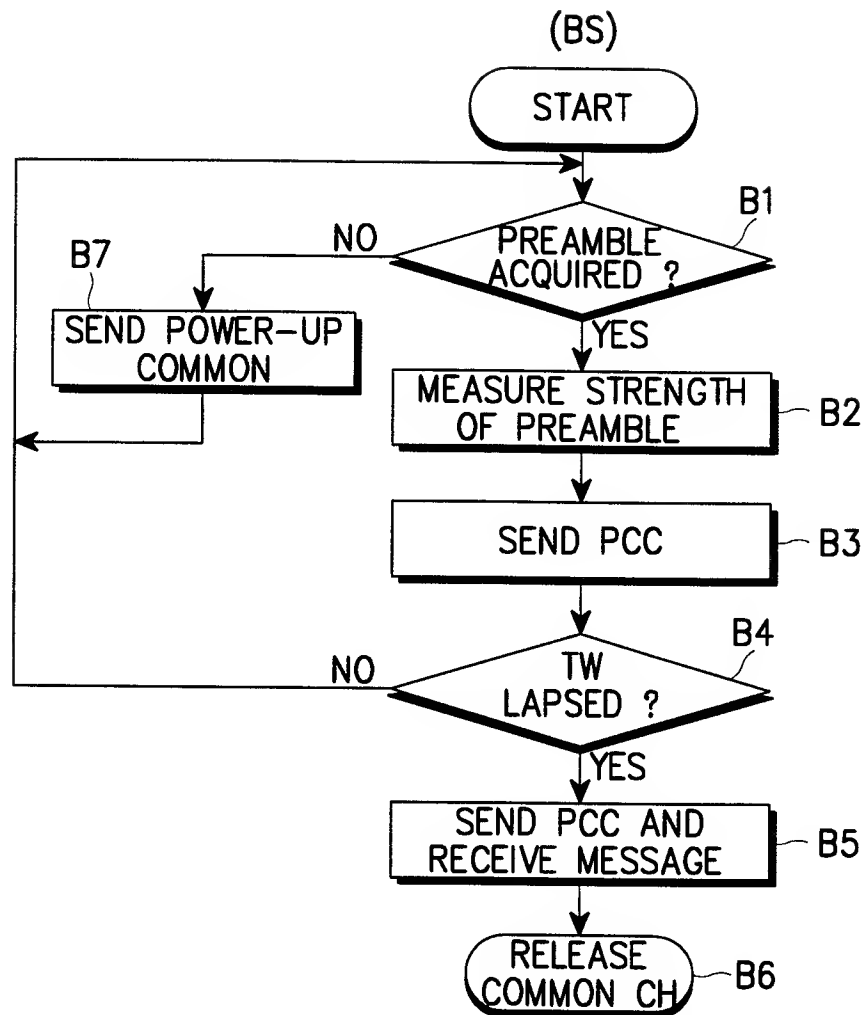 (BS)
START
B1
PREAMBLE
ACQUIRED ?
NO
YES
B7
SEND POWER-UP
COMMON
MEASURE STRENGTH
OF PREAMBLE
B2
SEND PCC
B3
B4
TW
LAPSED ?
NO
YES
SEND PCC AND
RECEIVE MESSAGE
B5
RELEASE
COMMON CH
B6